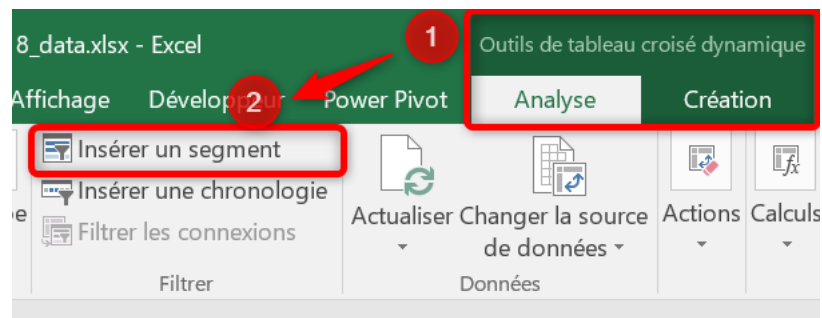 8_data.xlsx - Excel
1
Outils de tableau croisé dynamique
Affichage Développeur Power Pivot Analyse Création
2
Insérer un segment
Insérer une chronologie
Filtrer les connexions
Actualiser
Changer la source
de données
Actions
Calculs
Filtrer
Données